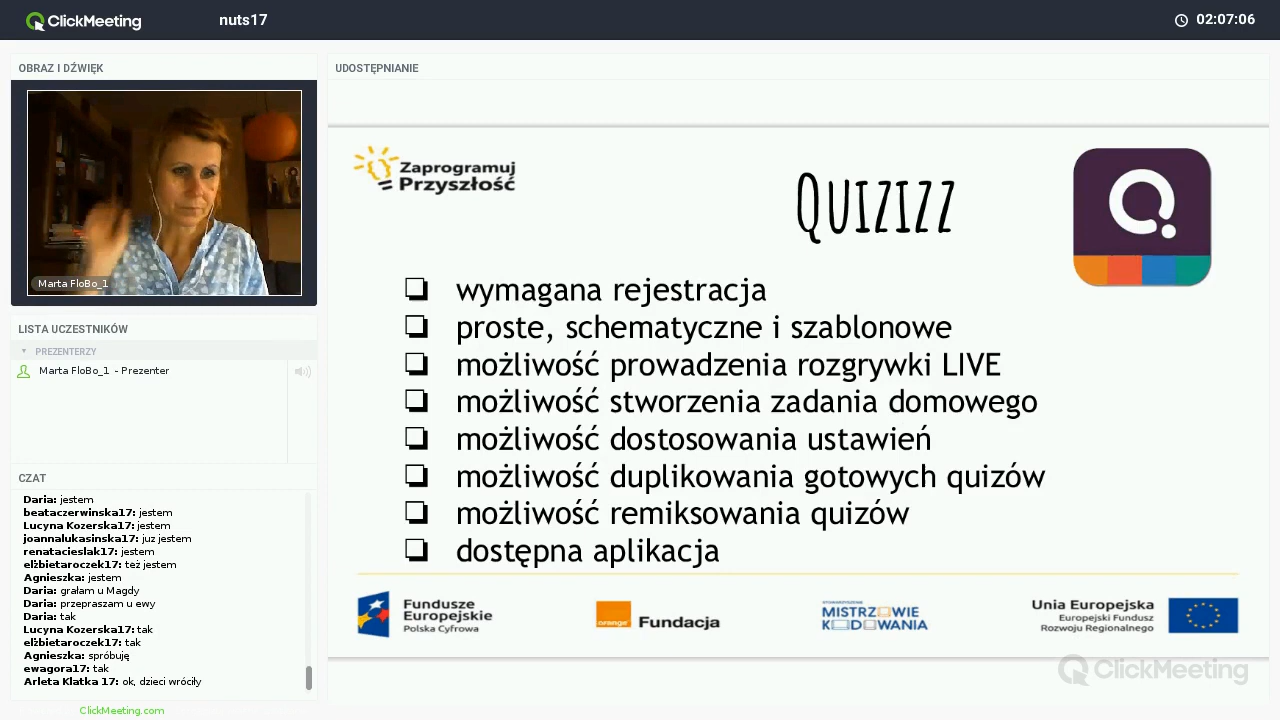 ClickMeeting
nuts17
02:07:06
OBRAZ I DŹWIĘK
Marta FloBo_1
LISTA UCZESTNIKÓW
PREZENTERZY
Marta FloBo_1 - Prezenter
CZAT
Daria: jestem
beataczerwinska17: jestem
Lucyna Kozerska17: jestem
joannalukasinska17: juz jestem
renatacieslak17: jestem
elżbietaroczek17: też jestem
Agnieszka: jestem
Daria: grałam u Magdy
Daria: przepraszam u ewy
Daria: tak
Lucyna Kozerska17: tak
elżbietaroczek17: tak
Agnieszka: spróbuję
ewagora17: tak
Arleta Klatka 17: ok, dzieci wróciły
ClickMeeting.com
UDOSTĘPNIANIE
Zaprogramuj
Przyszłość
QUIZIZZ
wymagana rejestracja
proste, schematyczne i szablonowe
możliwość prowadzenia rozgrywki LIVE
możliwość stworzenia zadania domowego
możliwość dostosowania ustawień
możliwość duplikowania gotowych quizów
możliwość remiksowania quizów
dostępna aplikacja
Fundusze
Europejskie
Polska Cyfrowa
orange
Fundacja
STOWARZYSZENIE
MISTRZOWIE
KODOWANIA
Unia Europejska
Europejski Fundusz
Rozwoju Regionalnego
ClickMeeting